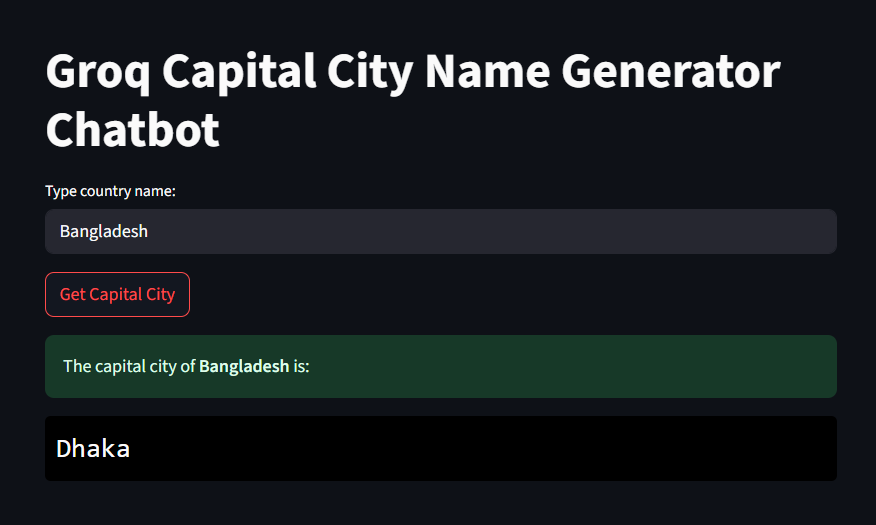 Groq Capital City Name Generator
Chatbot
Type country name:
Bangladesh
Get Capital City
The capital city of Bangladesh is:
Dhaka